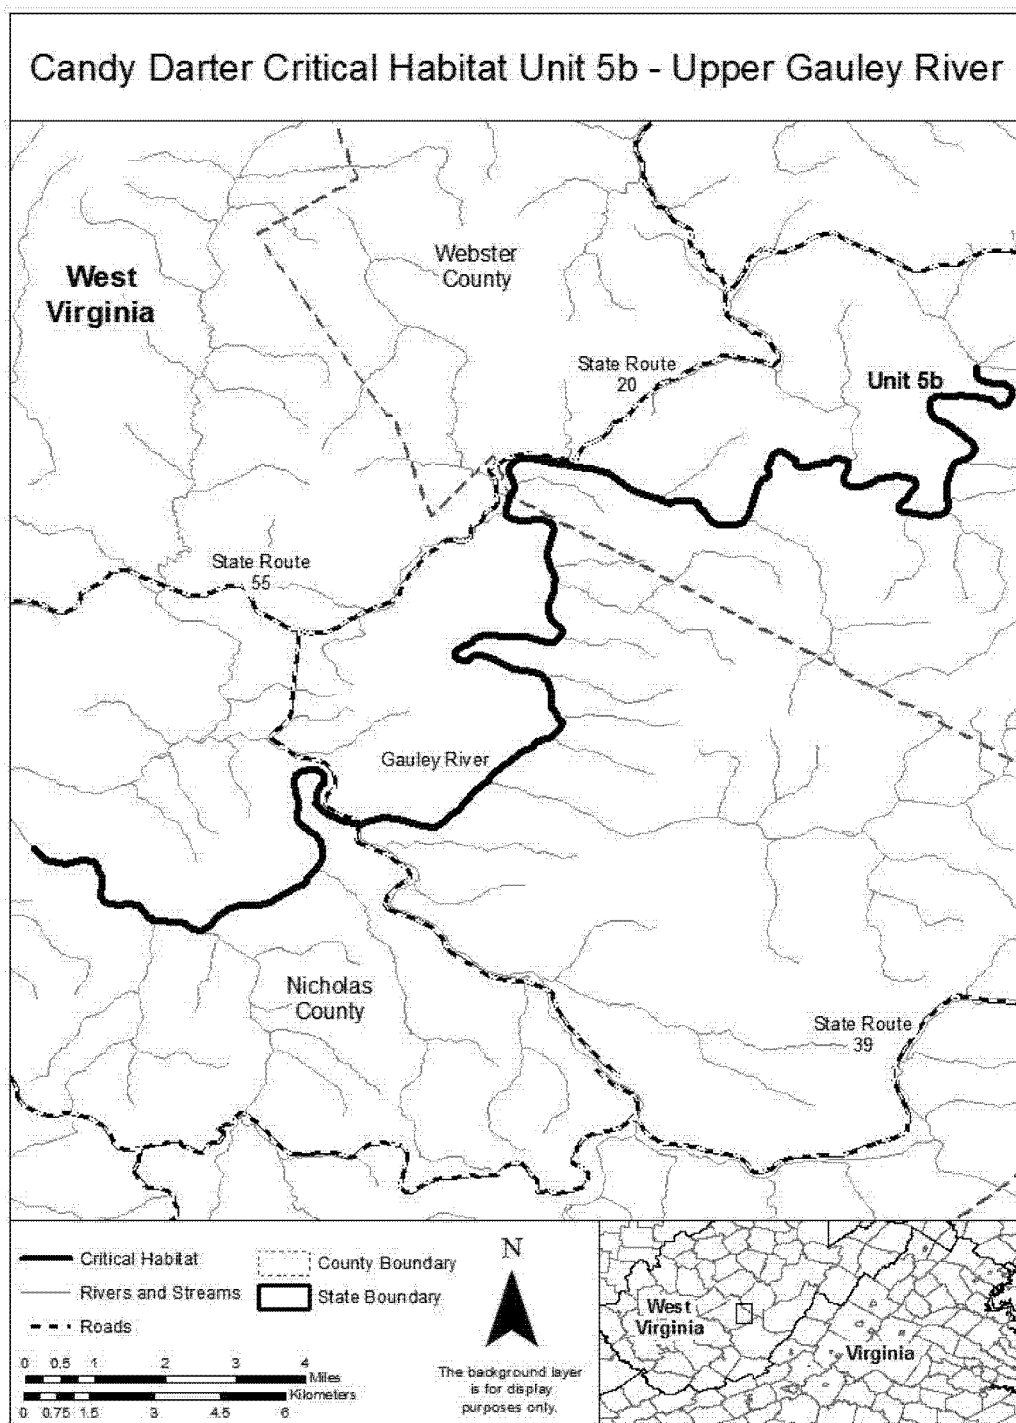 Candy Darter Critical Habitat Unit 5b - Upper Gauley River
Webster
County
West
Virginia
State Route
20
Unit 5b
State Route
55
Gauley River
Nicholas
County
State Route
39
Critical Habitat
Rivers and Streams
Roads
County Boundary
State Boundary
0 0.5 1 2 3 4
Miles
Kilometers
0 0.75 1.5 3 4.5 6
N
The background layer
is for display
purposes only.
West
Virginia
Virginia